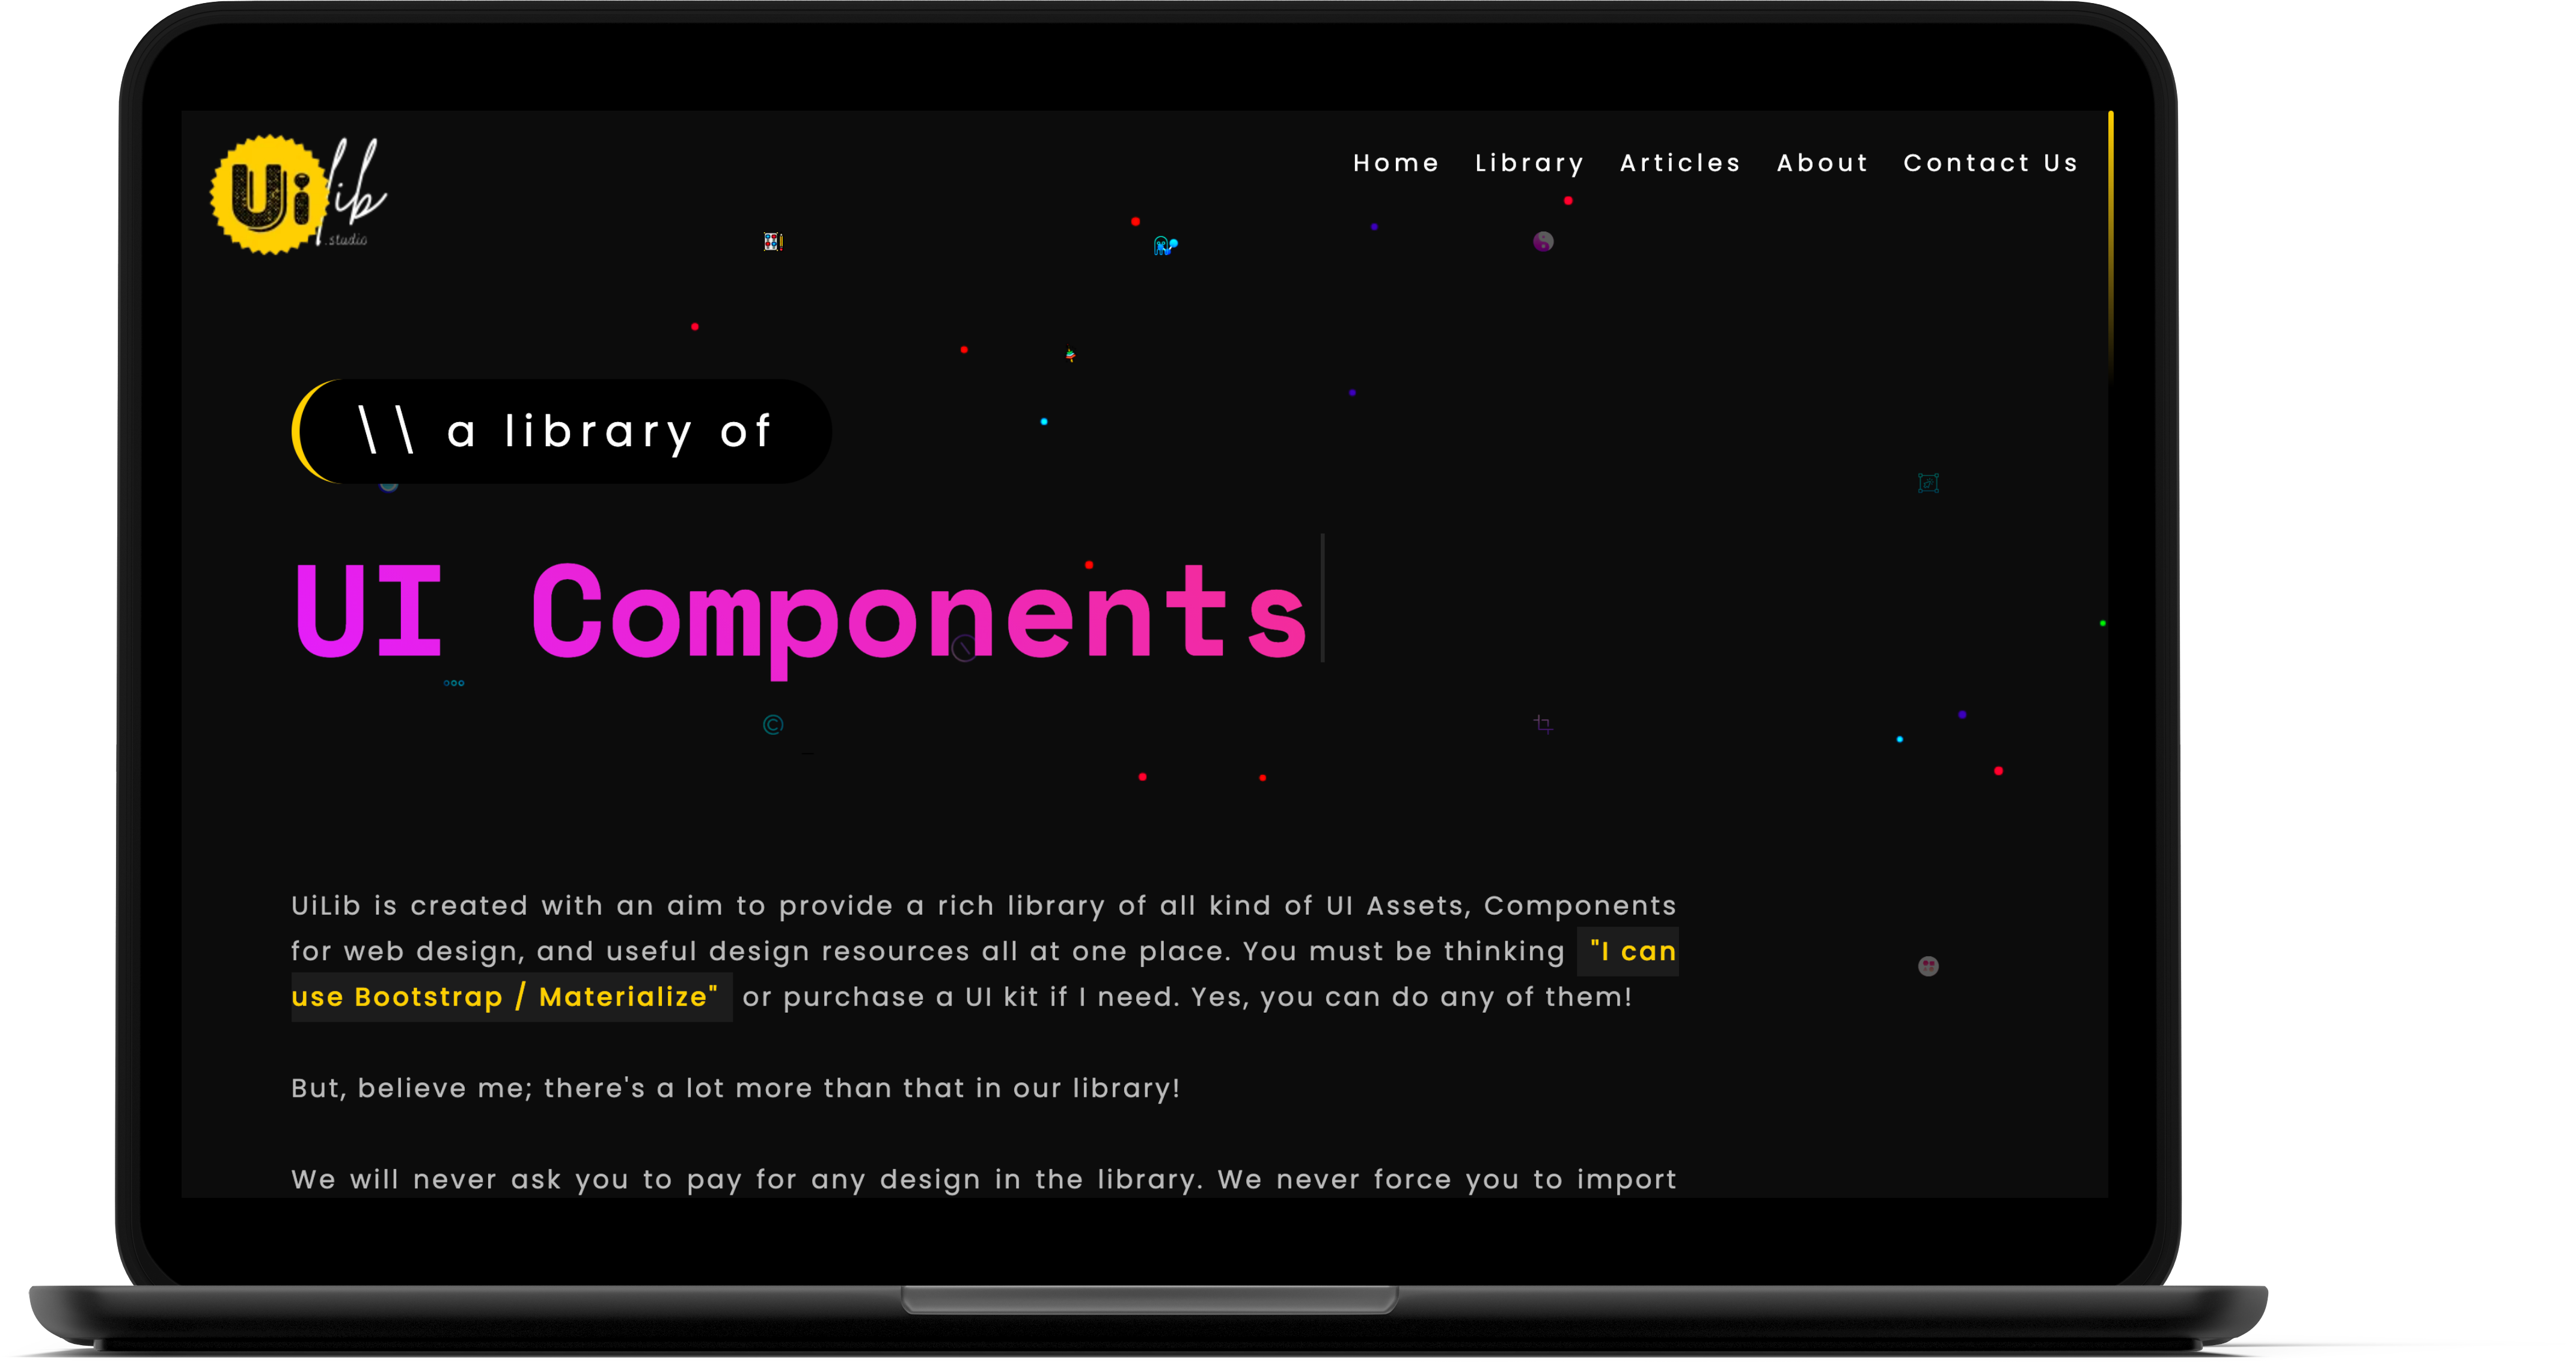 Ui lib
.studio
Home Library Articles About Contact Us
\\ a library of
UI Components
UiLib is created with an aim to provide a rich library of all kind of UI Assets, Components
for web design, and useful design resources all at one place. You must be thinking "I can
use Bootstrap / Materialize" or purchase a UI kit if I need. Yes, you can do any of them!
But, believe me; there's a lot more than that in our library!
We will never ask you to pay for any design in the library. We never force you to import